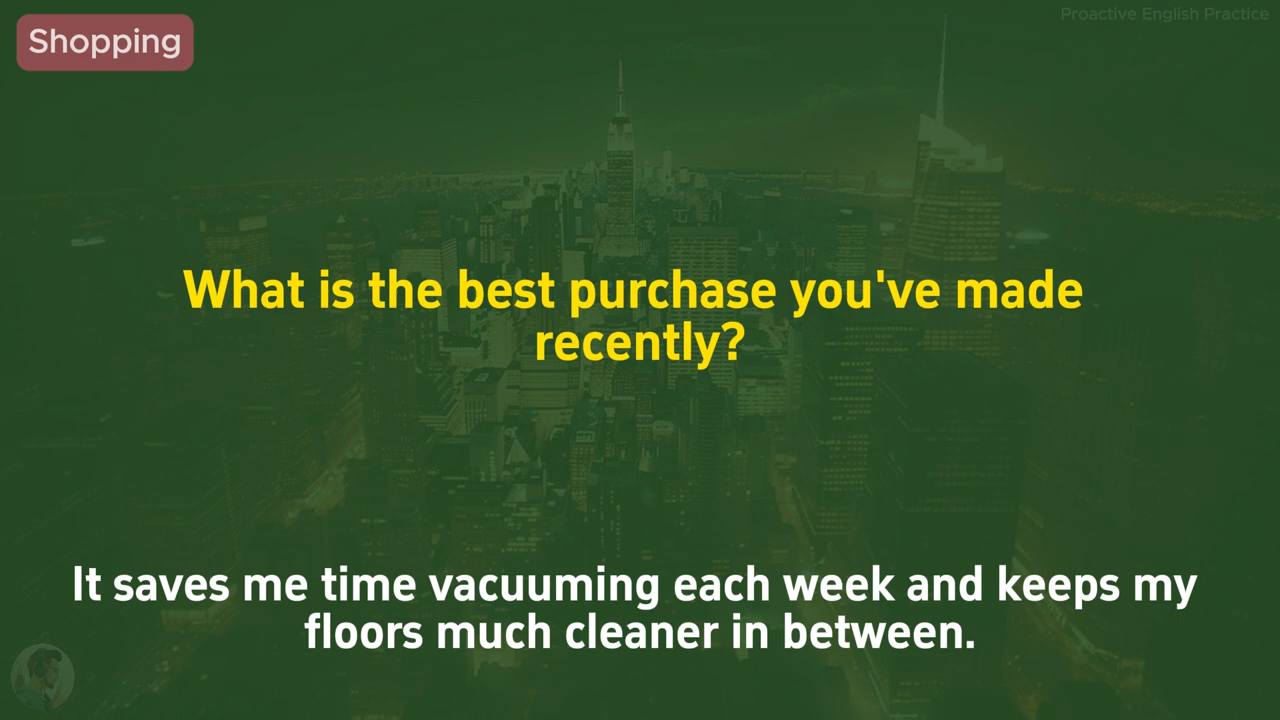 Proactive English Practice
Shopping
What is the best purchase you've made
recently?
It saves me time vacuuming each week and keeps my
floors much cleaner in between.